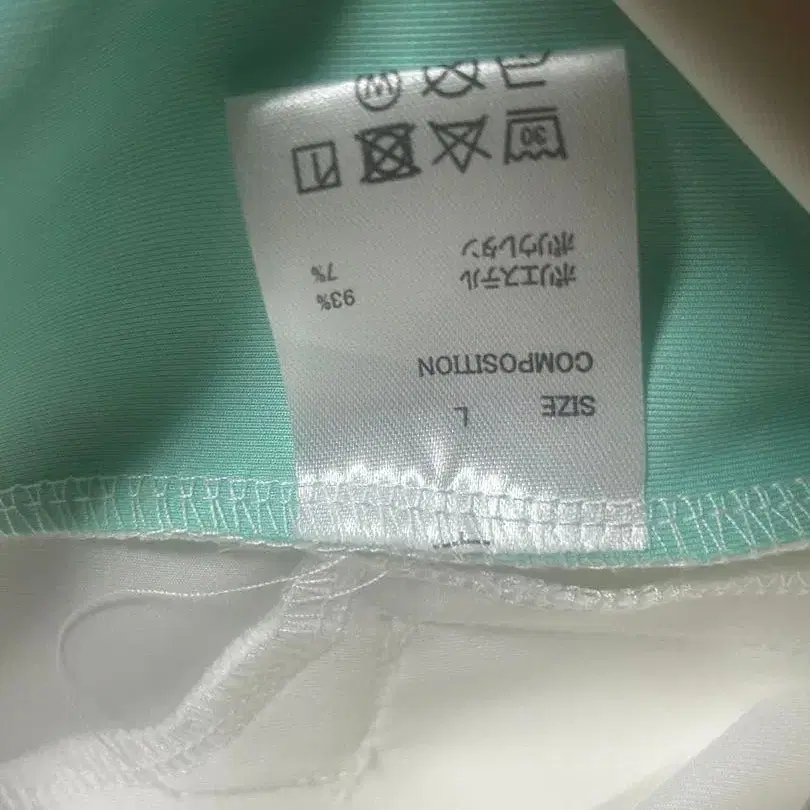 SIZE L
COMPOSITION
ポリエステル 93%
ポリウレタン 7%
30
W